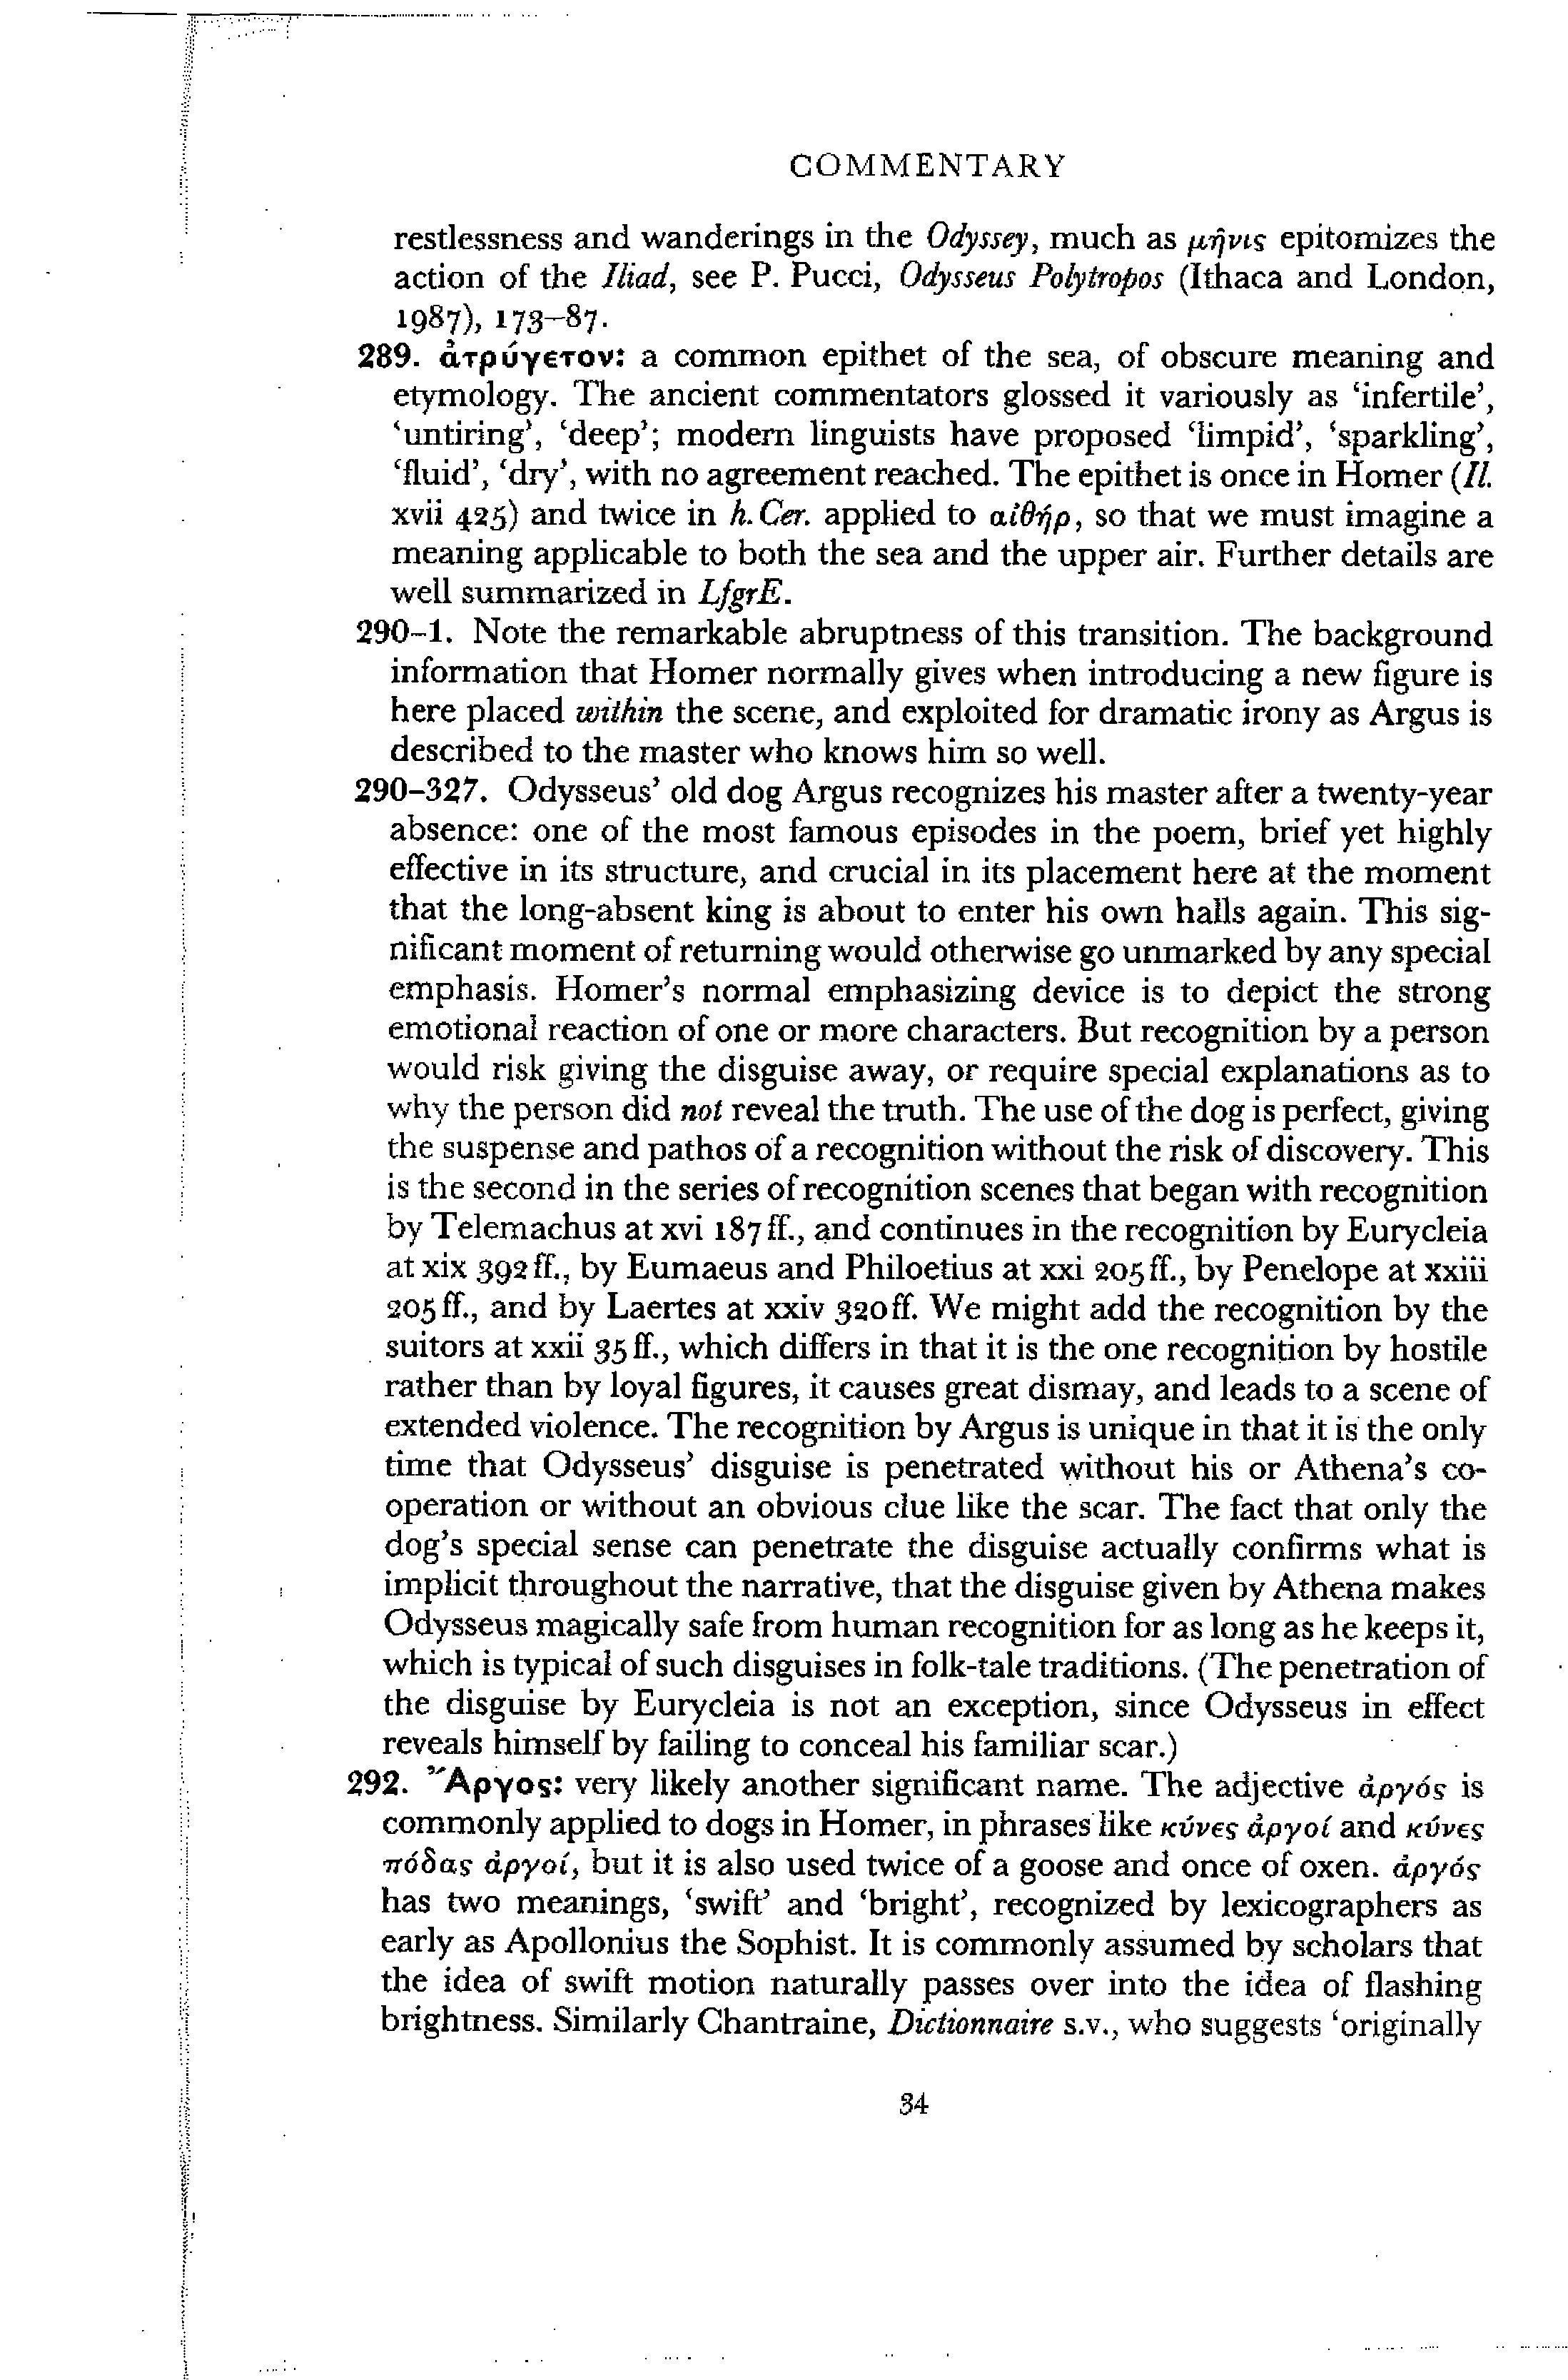 COMMENTARY
restlessness and wanderings in the Odyssey, much as μῆνις epitomizes the
action of the Iliad, see P. Pucci, Odysseus Polytropos (Ithaca and London,
1987), 173–87.
289. ἀτρύγετον: a common epithet of the sea, of obscure meaning and
etymology. The ancient commentators glossed it variously as ‘infertile’,
‘untiring’, ‘deep’; modern linguists have proposed ‘limpid’, ‘sparkling’,
‘fluid’, ‘dry’, with no agreement reached. The epithet is once in Homer (Il.
xvii 425) and twice in h. Cer. applied to αἰθήρ, so that we must imagine a
meaning applicable to both the sea and the upper air. Further details are
well summarized in LfgrE.
290–1. Note the remarkable abruptness of this transition. The background
information that Homer normally gives when introducing a new figure is
here placed within the scene, and exploited for dramatic irony as Argus is
described to the master who knows him so well.
290–327. Odysseus’ old dog Argus recognizes his master after a twenty-year
absence: one of the most famous episodes in the poem, brief yet highly
effective in its structure, and crucial in its placement here at the moment
that the long-absent king is about to enter his own halls again. This sig-
nificant moment of returning would otherwise go unmarked by any special
emphasis. Homer’s normal emphasizing device is to depict the strong
emotional reaction of one or more characters. But recognition by a person
would risk giving the disguise away, or require special explanations as to
why the person did not reveal the truth. The use of the dog is perfect, giving
the suspense and pathos of a recognition without the risk of discovery. This
is the second in the series of recognition scenes that began with recognition
by Telemachus at xvi 187 ff., and continues in the recognition by Eurycleia
at xix 392 ff., by Eumaeus and Philoetius at xxi 205 ff., by Penelope at xxiii
205 ff., and by Laertes at xxiv 320 ff. We might add the recognition by the
suitors at xxii 35 ff., which differs in that it is the one recognition by hostile
rather than by loyal figures, it causes great dismay, and leads to a scene of
extended violence. The recognition by Argus is unique in that it is the only
time that Odysseus’ disguise is penetrated without his or Athena’s co-
operation or without an obvious clue like the scar. The fact that only the
dog’s special sense can penetrate the disguise actually confirms what is
implicit throughout the narrative, that the disguise given by Athena makes
Odysseus magically safe from human recognition for as long as he keeps it,
which is typical of such disguises in folk-tale traditions. (The penetration of
the disguise by Eurycleia is not an exception, since Odysseus in effect
reveals himself by failing to conceal his familiar scar.)
292. Ἄργος: very likely another significant name. The adjective ἀργός is
commonly applied to dogs in Homer, in phrases like κύνες ἀργοί and κύνες
πόδας ἀργοί, but it is also used twice of a goose and once of oxen. ἀργός
has two meanings, ‘swift’ and ‘bright’, recognized by lexicographers as
early as Apollonius the Sophist. It is commonly assumed by scholars that
the idea of swift motion naturally passes over into the idea of flashing
brightness. Similarly Chantraine, Dictionnaire s.v., who suggests ‘originally
34